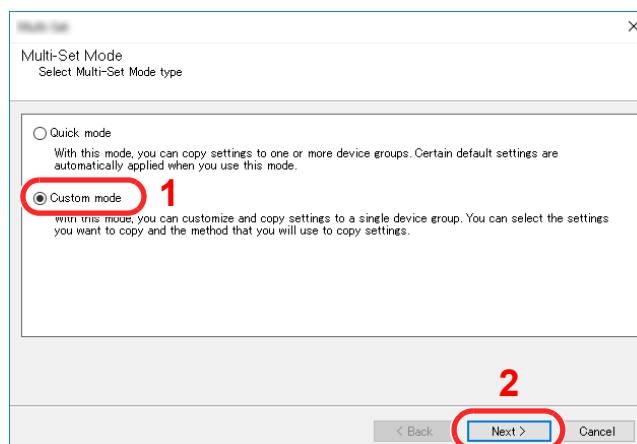 Multi-Set Mode
Select Multi-Set Mode type
Quick mode
With this mode, you can copy settings to one or more device groups. Certain default settings are
automatically applied when you use this mode.
Custom mode 1
With this mode, you can customize and copy settings to a single device group. You can select the settings
you want to copy and the method that you will use to copy settings.
2
< Back Next > Cancel